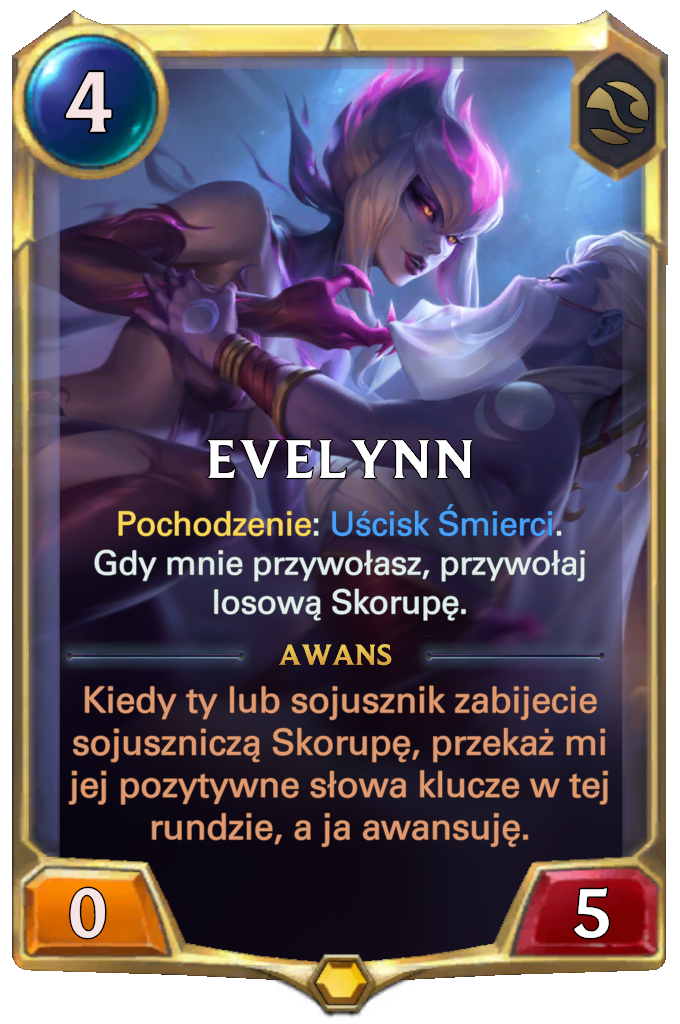 4
EVELYNN
Pochodzenie: Uścisk Śmierci.
Gdy mnie przywołasz, przywołaj
losową Skorupę.
AWANS
Kiedy ty lub sojusznik zabijecie
sojuszniczą Skorupę, przekaż mi
jej pozytywne słowa klucze w tej
rundzie, a ja awansuję.
0
5